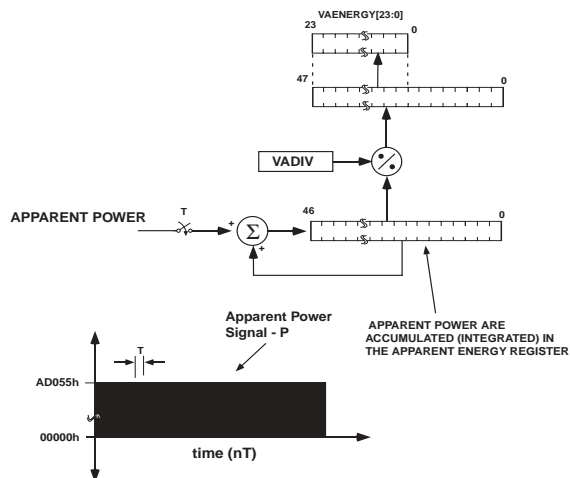 VAENERGY[23:0]
23
0
47
0
VADIV
%
APPARENT POWER
T
+
Σ
+
46
0
APPARENT POWER ARE
ACCUMULATED (INTEGRATED) IN
THE APPARENT ENERGY REGISTER
Apparent Power
Signal - P
T
AD055h
00000h
time (nT)